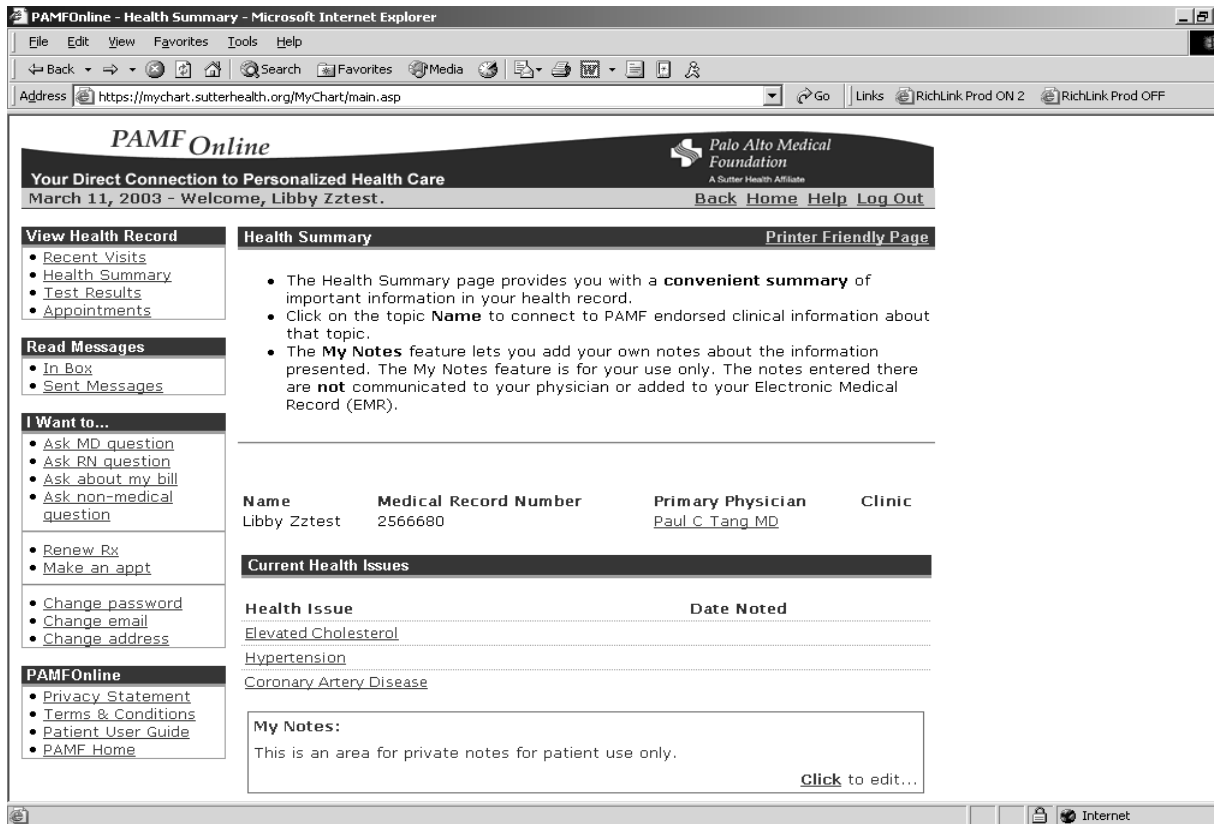 PAMFOnline - Health Summary - Microsoft Internet Explorer
File Edit View Favorites Tools Help
Back Search Favorites Media
Address https://mychart.sutterhealth.org/MyChart/main.asp Go Links RichLink Prod ON 2 RichLink Prod OFF
PAMFOnline
Palo Alto Medical
Foundation
A Sutter Health Affiliate
Your Direct Connection to Personalized Health Care
March 11, 2003 - Welcome, Libby Zztest.
Back Home Help Log Out
View Health Record
• Recent Visits
• Health Summary
• Test Results
• Appointments
Read Messages
• In Box
• Sent Messages
I Want to...
• Ask MD question
• Ask RN question
• Ask about my bill
• Ask non-medical
question
• Renew Rx
• Make an appt
• Change password
• Change email
• Change address
PAMFOnline
• Privacy Statement
• Terms & Conditions
• Patient User Guide
• PAMF Home
Health Summary Printer Friendly Page
• The Health Summary page provides you with a convenient summary of
important information in your health record.
• Click on the topic Name to connect to PAMF endorsed clinical information about
that topic.
• The My Notes feature lets you add your own notes about the information
presented. The My Notes feature is for your use only. The notes entered there
are not communicated to your physician or added to your Electronic Medical
Record (EMR).
Name Medical Record Number Primary Physician Clinic
Libby Zztest 2566680 Paul C Tang MD
Current Health Issues
Health Issue Date Noted
Elevated Cholesterol
Hypertension
Coronary Artery Disease
My Notes:
This is an area for private notes for patient use only.
Click to edit...
Internet